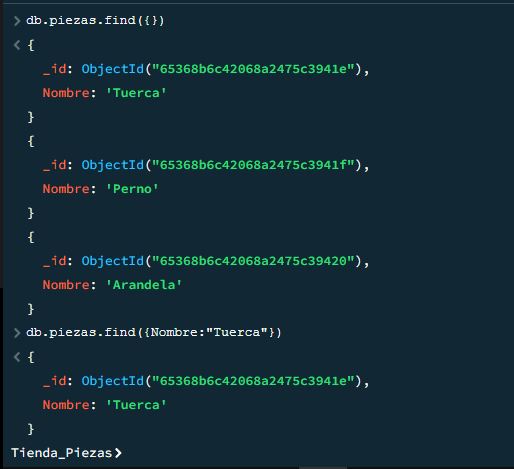 > db.piezas.find({})
< {
_id: ObjectId("65368b6c42068a2475c3941e"),
Nombre: 'Tuerca'
}
{
_id: ObjectId("65368b6c42068a2475c3941f"),
Nombre: 'Perno'
}
{
_id: ObjectId("65368b6c42068a2475c39420"),
Nombre: 'Arandela'
}
> db.piezas.find({Nombre:"Tuerca"})
< {
_id: ObjectId("65368b6c42068a2475c3941e"),
Nombre: 'Tuerca'
}
Tienda_Piezas>